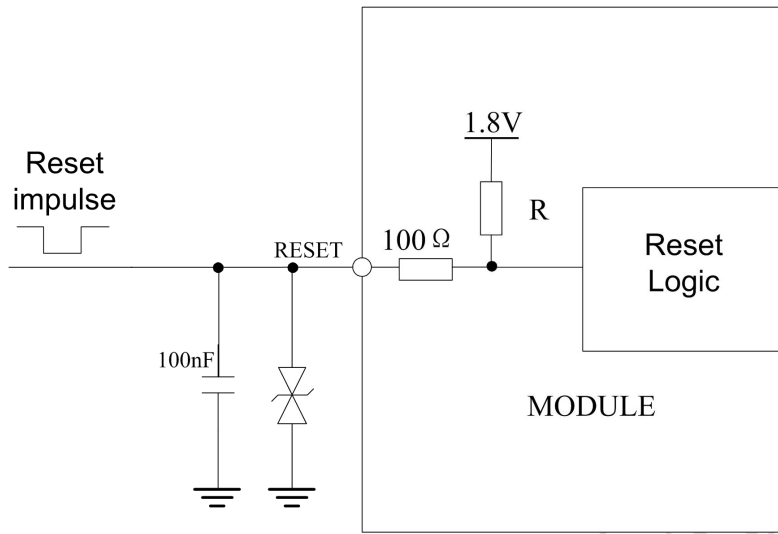 1.8V
Reset
impulse
R
RESET
100 Ω
Reset
Logic
100nF
MODULE